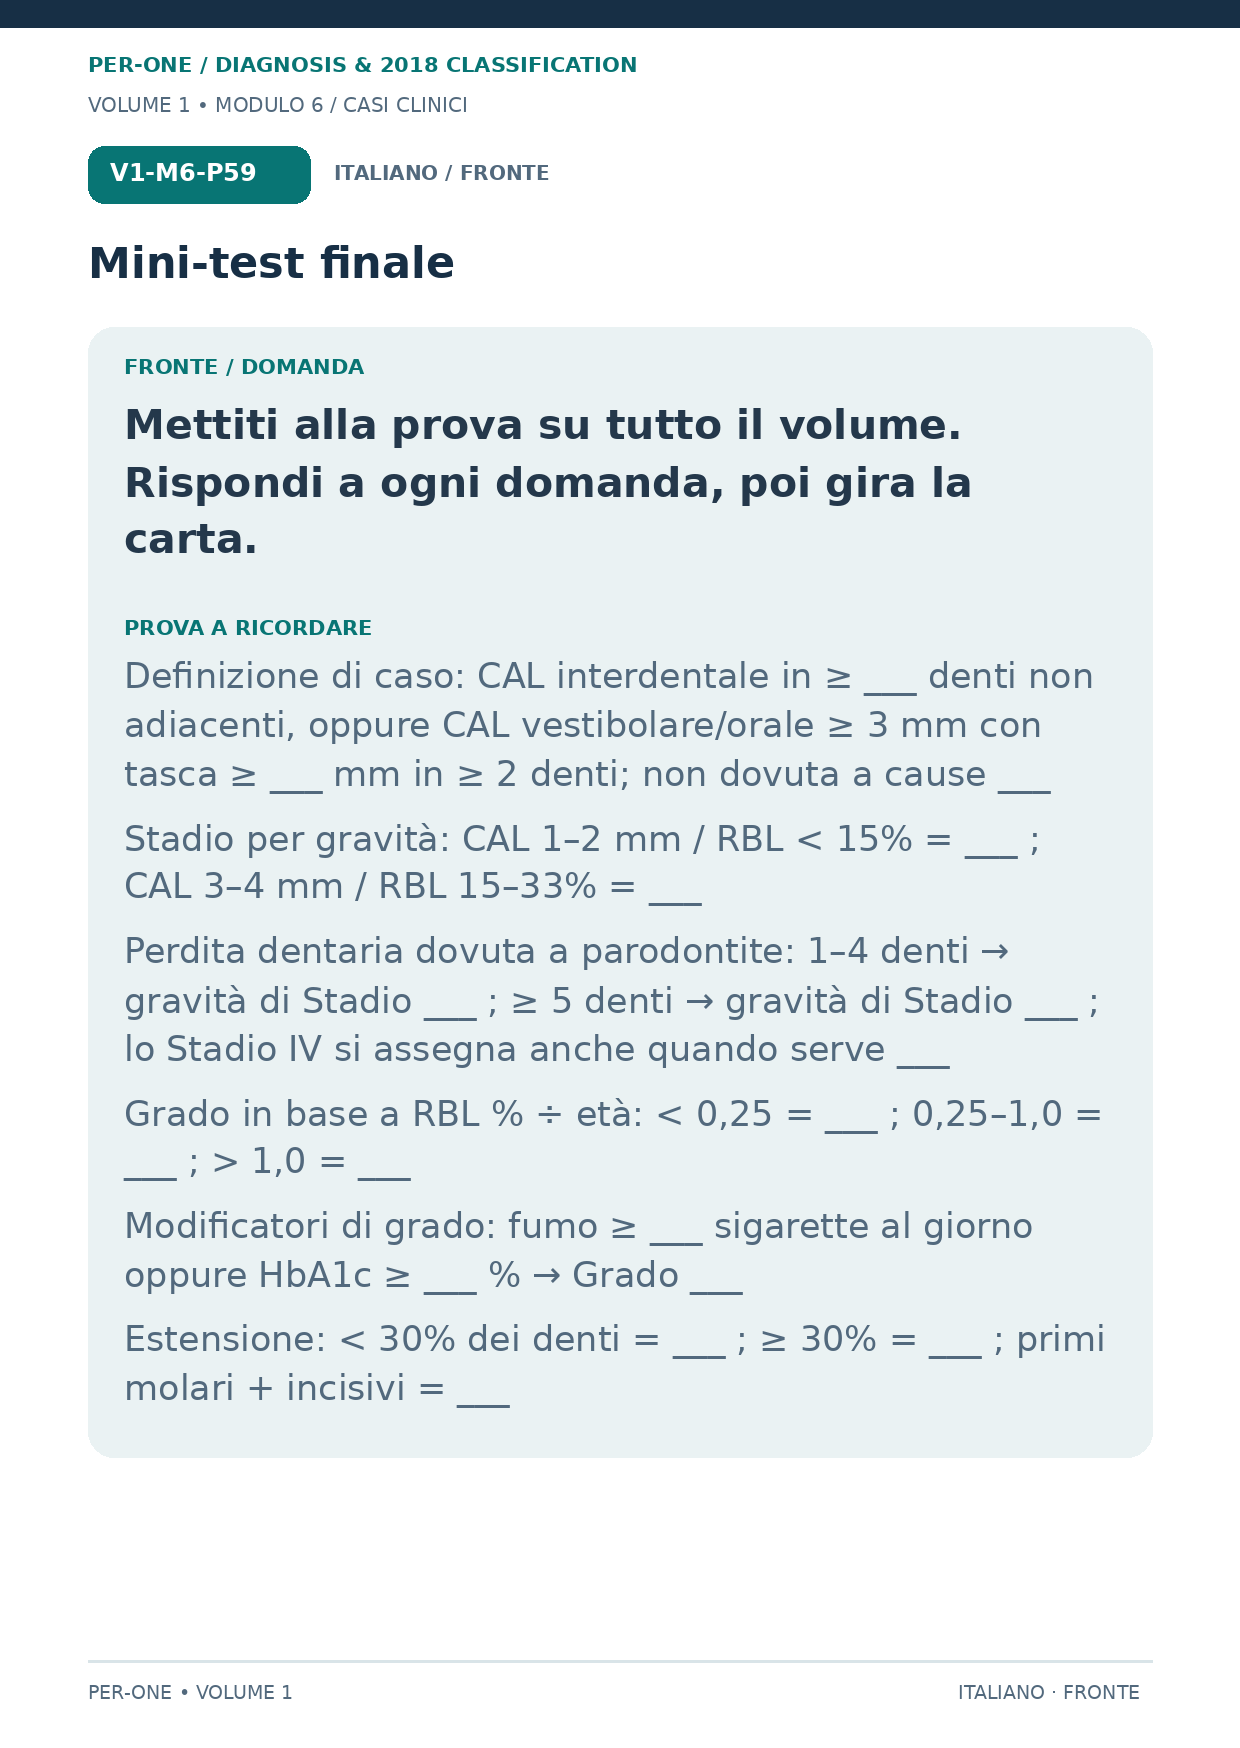 PER-ONE / DIAGNOSIS & 2018 CLASSIFICATION
VOLUME 1 • MODULO 6 / CASI CLINICI
V1-M6-P59
ITALIANO / FRONTE
Mini-test finale
FRONTE / DOMANDA
Mettiti alla prova su tutto il volume.
Rispondi a ogni domanda, poi gira la
carta.
PROVA A RICORDARE
Definizione di caso: CAL interdentale in ≥ ___ denti non
adiacenti, oppure CAL vestibolare/orale ≥ 3 mm con
tasca ≥ ___ mm in ≥ 2 denti; non dovuta a cause ___
Stadio per gravità: CAL 1–2 mm / RBL < 15% = ___ ;
CAL 3–4 mm / RBL 15–33% = ___
Perdita dentaria dovuta a parodontite: 1–4 denti →
gravità di Stadio ___ ; ≥ 5 denti → gravità di Stadio ___ ;
lo Stadio IV si assegna anche quando serve ___
Grado in base a RBL % ÷ età: < 0,25 = ___ ; 0,25–1,0 =
___ ; > 1,0 = ___
Modificatori di grado: fumo ≥ ___ sigarette al giorno
oppure HbA1c ≥ ___ % → Grado ___
Estensione: < 30% dei denti = ___ ; ≥ 30% = ___ ; primi
molari + incisivi = ___
PER-ONE • VOLUME 1
ITALIANO · FRONTE